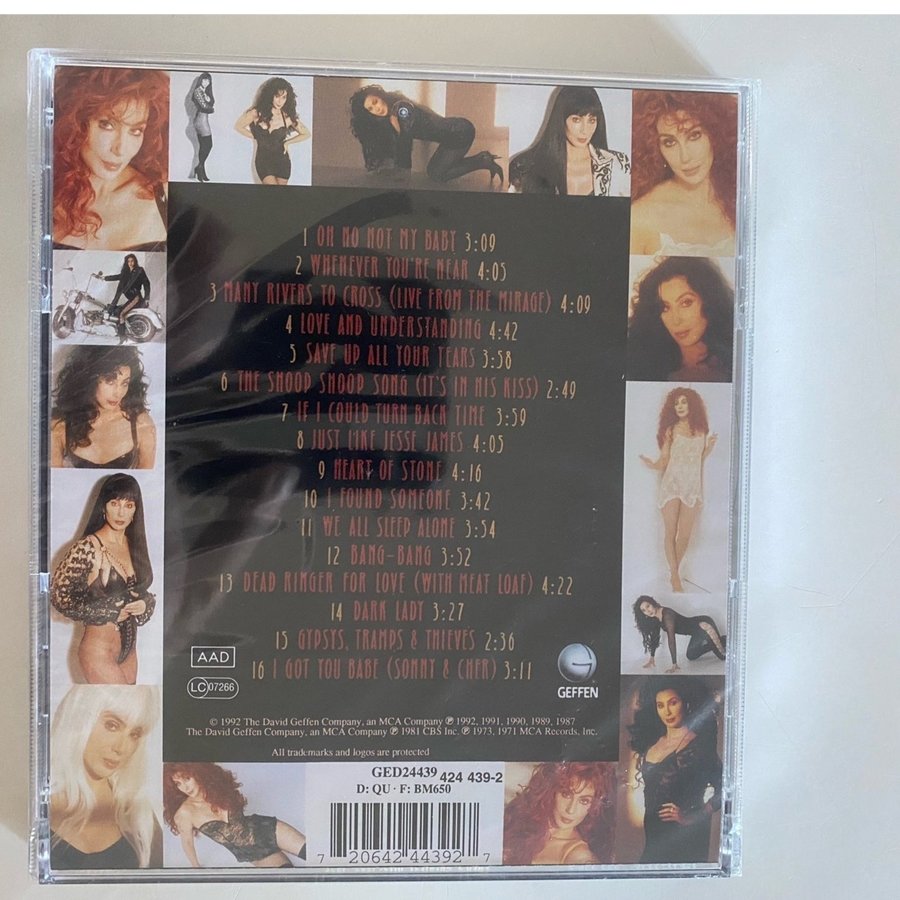 1 OH NO NOT MY BABY 3:09
2 WHENEVER YOU'RE NEAR 4:05
3 MANY RIVERS TO CROSS (LIVE FROM THE MIRAGE) 4:09
4 LOVE AND UNDERSTANDING 4:42
5 SAVE UP ALL YOUR TEARS 3:58
6 THE SHOOP SHOOP SONG (IT'S IN HIS KISS) 2:49
7 IF I COULD TURN BACK TIME 3:59
8 JUST LIKE JESSE JAMES 4:05
9 HEART OF STONE 4:16
10 I FOUND SOMEONE 3:42
11 WE ALL SLEEP ALONE 3:54
12 BANG-BANG 3:52
13 DEAD RINGER FOR LOVE (WITH MEAT LOAF) 4:22
14 DARK LADY 3:27
15 GYPSYS, TRAMPS & THIEVES 2:36
16 I GOT YOU BABE (SONNY & CHER) 3:11
AAD
LC 07266
G
GEFFEN
© 1992 The David Geffen Company, an MCA Company ℗ 1992, 1991, 1990, 1989, 1987
The David Geffen Company, an MCA Company ℗ 1981 CBS Inc. ℗ 1973, 1971 MCA Records, Inc.
All trademarks and logos are protected
GED24439 424 439-2
D: QU · F: BM650
7 20642 44392 7